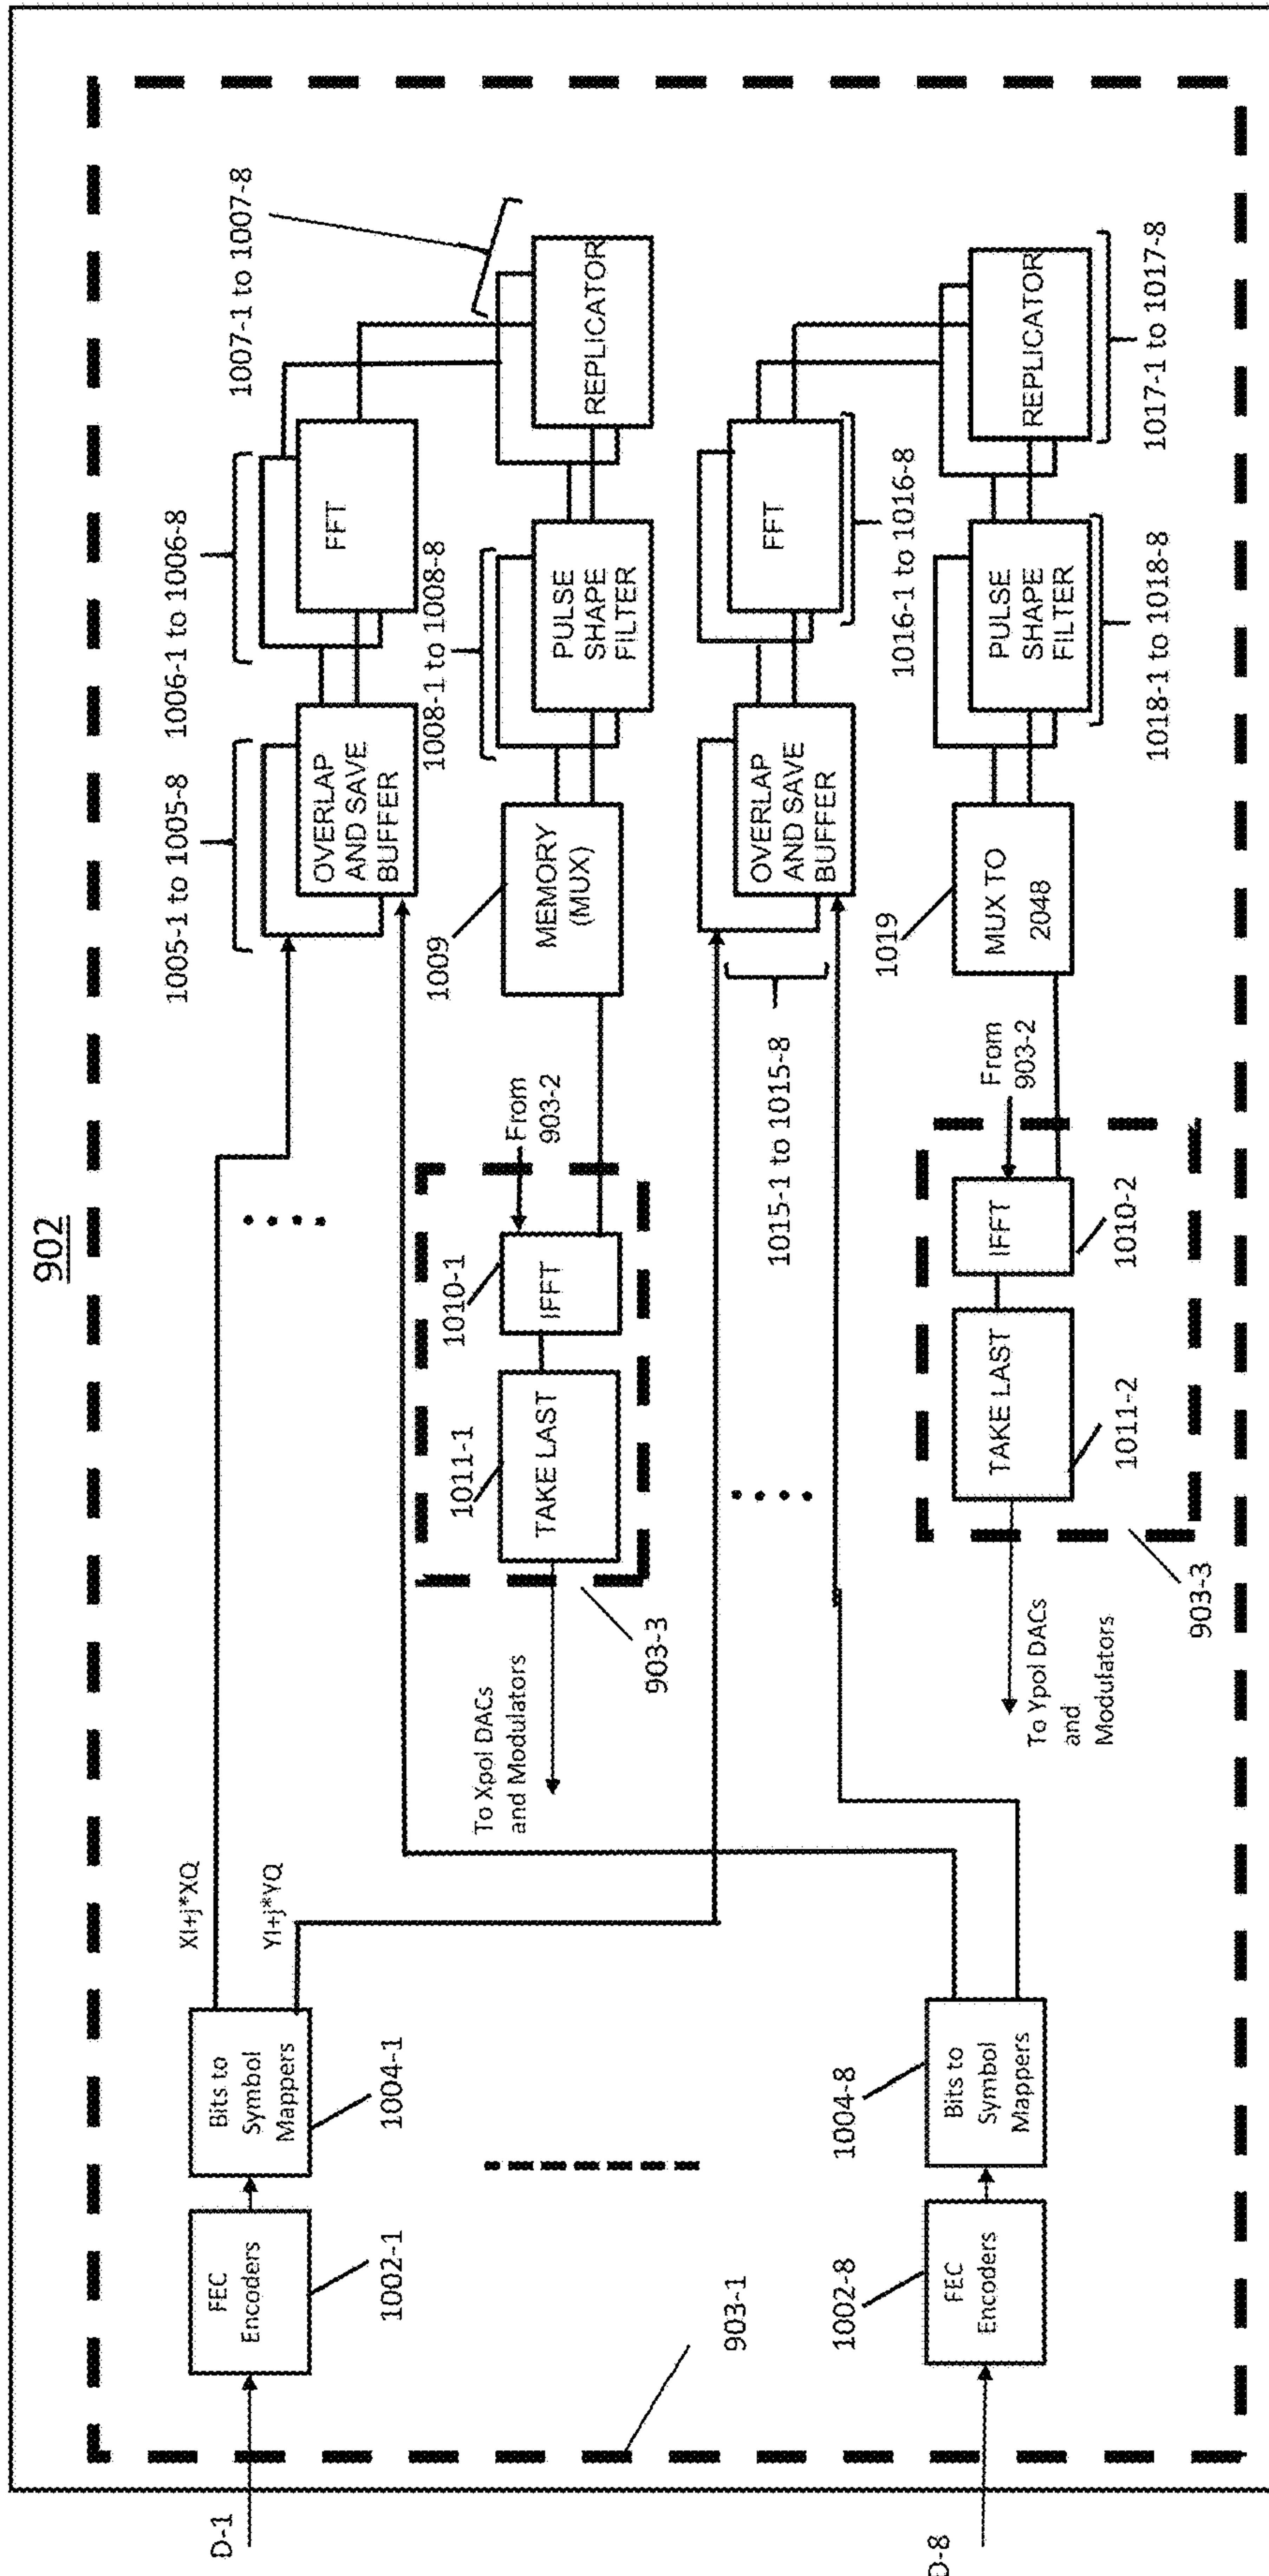 902
D-1
FEC
Encoders
1002-1
Bits to
Symbol
Mappers
1004-1
XI+j*XQ
YI+j*YQ
1005-1 to 1005-8
OVERLAP
AND SAVE
BUFFER
1006-1 to 1006-8
FFT
1007-1 to 1007-8
REPLICATOR
1008-1 to 1008-8
PULSE
SHAPE
FILTER
1009
MEMORY
(MUX)
From
903-2
1010-1
IFFT
1011-1
TAKE LAST
903-3
To Xpol DACs
and Modulators
1015-1 to 1015-8
OVERLAP
AND SAVE
BUFFER
FFT
1016-1 to 1016-8
REPLICATOR
1017-1 to 1017-8
PULSE
SHAPE
FILTER
1018-1 to 1018-8
1019
MUX TO
2048
From
903-2
IFFT
1010-2
TAKE LAST
1011-2
903-3
To Ypol DACs
and
Modulators
903-1
D-8
FEC
Encoders
1002-8
Bits to
Symbol
Mappers
1004-8